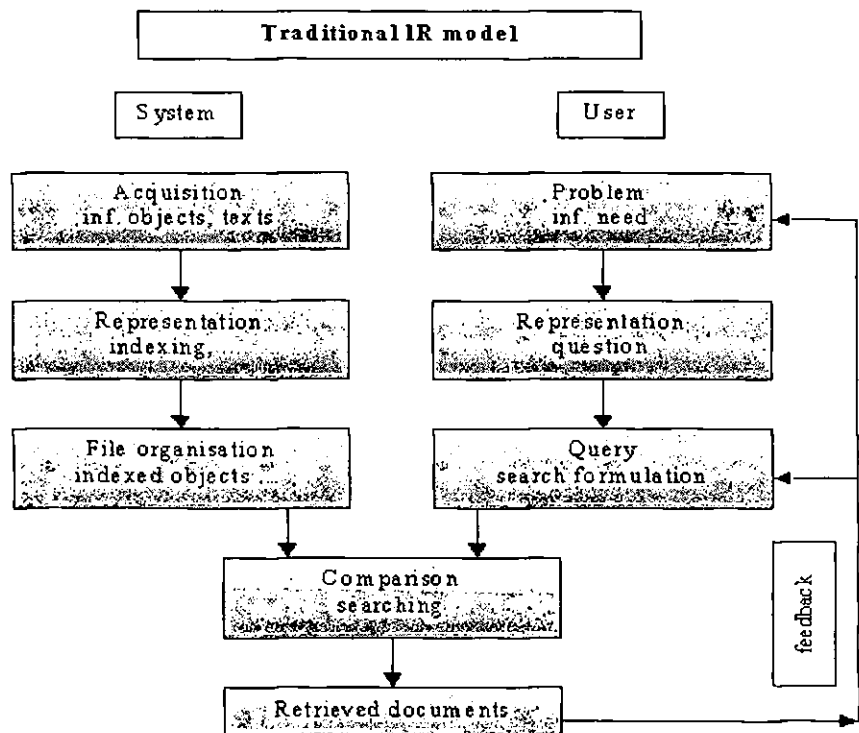 Traditional IR model
System
User
Acquisition
inf. objects, texts
Problem
inf. need
Representation
indexing,
Representation
question
File organisation
indexed objects ...
Query
search formulation
Comparison
searching
feedback
Retrieved documents